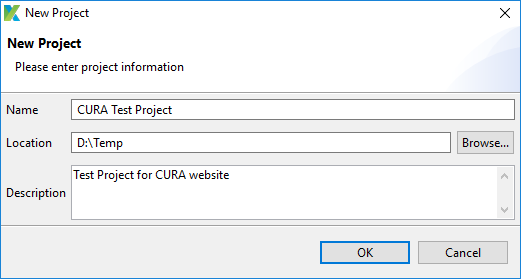 New Project
New Project
Please enter project information
Name CURA Test Project
Location D:\Temp Browse...
Description Test Project for CURA website
OK Cancel